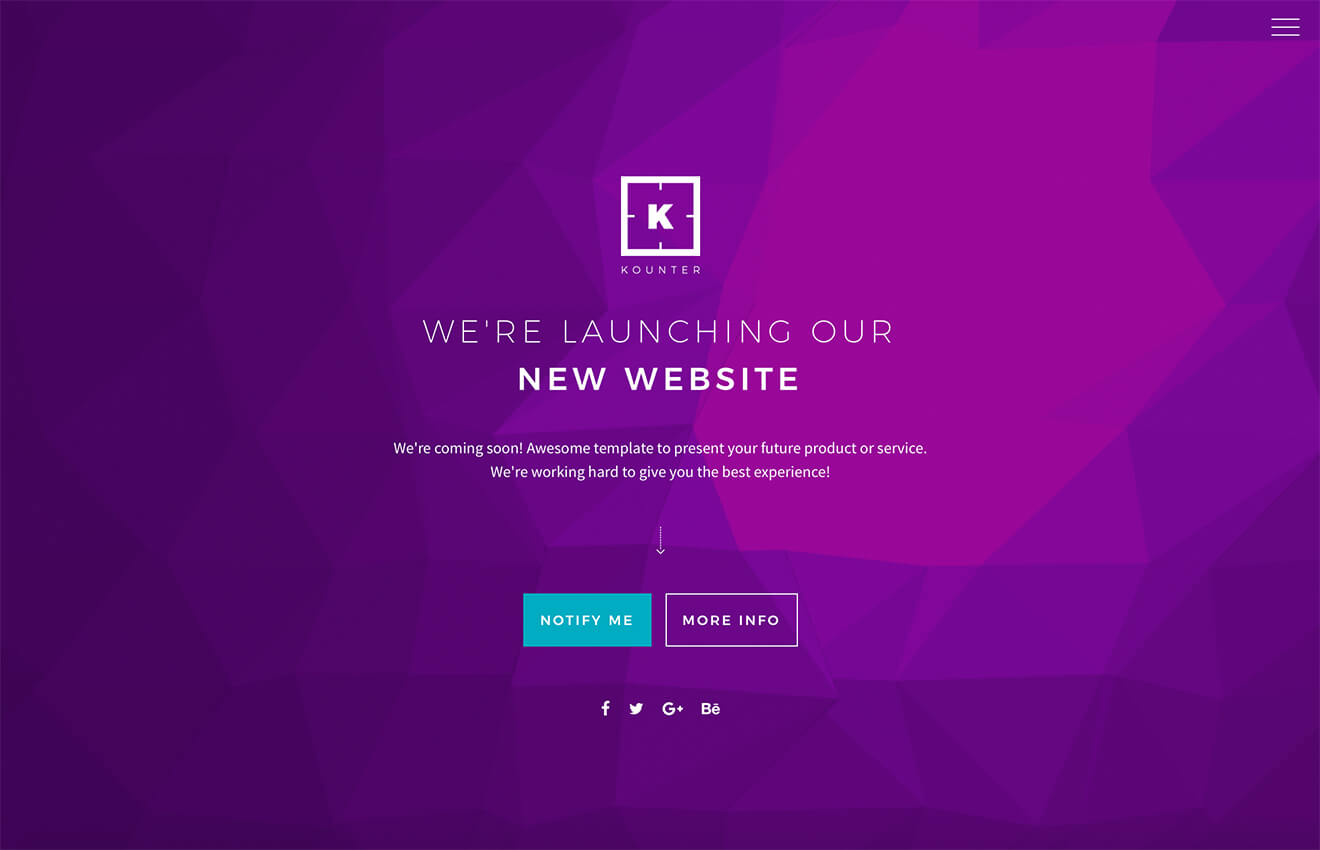 K
KOUNTER
WE'RE LAUNCHING OUR
NEW WEBSITE
We're coming soon! Awesome template to present your future product or service.
We're working hard to give you the best experience!
NOTIFY ME
MORE INFO
f G+ Bē